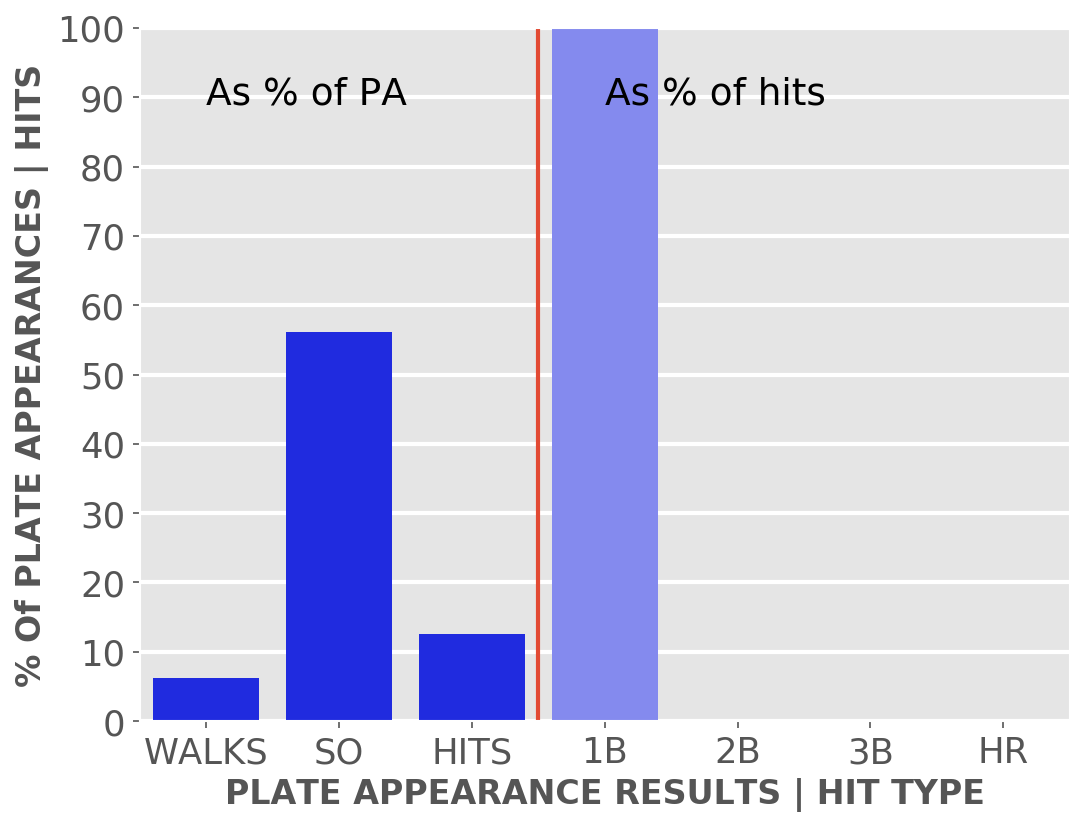 % Of PLATE APPEARANCES | HITS
100
90
80
70
60
50
40
30
20
10
0
As % of PA
As % of hits
WALKS SO HITS 1B 2B 3B HR
PLATE APPEARANCE RESULTS | HIT TYPE